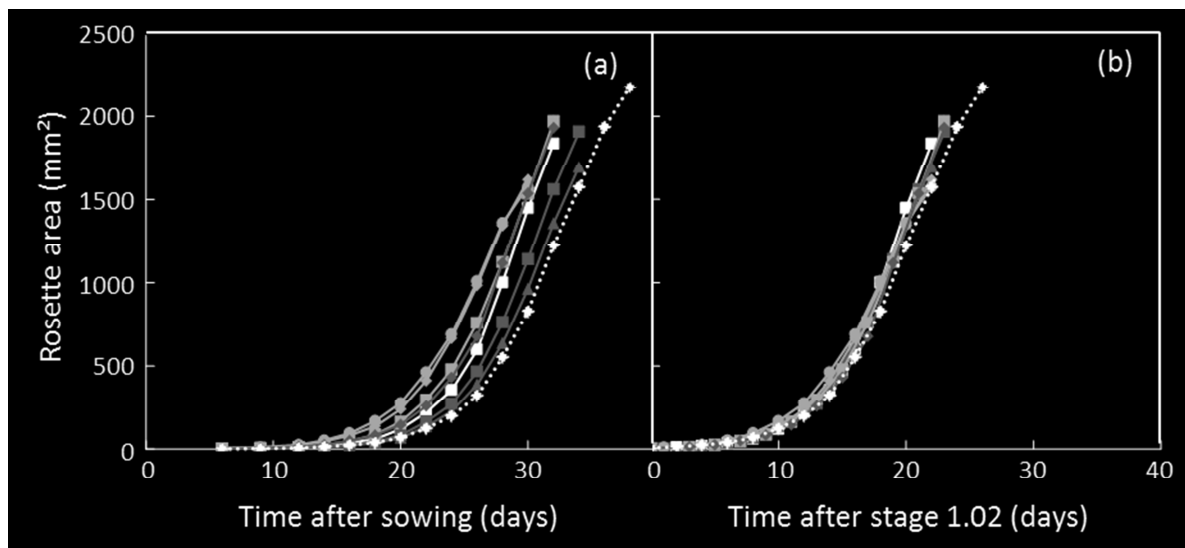 2500
2000
1500
1000
500
0
Rosette area (mm²)
(a)
(b)
0 10 20 30 0 10 20 30 40
Time after sowing (days) Time after stage 1.02 (days)